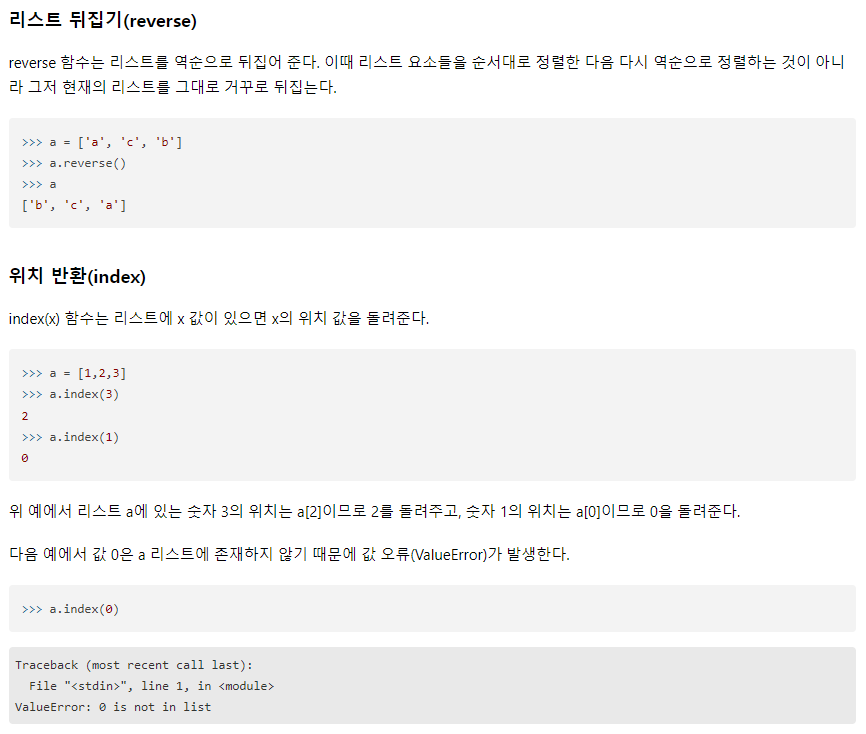 리스트 뒤집기(reverse)
reverse 함수는 리스트를 역순으로 뒤집어 준다. 이때 리스트 요소들을 순서대로 정렬한 다음 다시 역순으로 정렬하는 것이 아니
라 그저 현재의 리스트를 그대로 거꾸로 뒤집는다.
>>> a = ['a', 'c', 'b']
>>> a.reverse()
>>> a
['b', 'c', 'a']
위치 반환(index)
index(x) 함수는 리스트에 x 값이 있으면 x의 위치 값을 돌려준다.
>>> a = [1,2,3]
>>> a.index(3)
2
>>> a.index(1)
0
위 예에서 리스트 a에 있는 숫자 3의 위치는 a[2]이므로 2를 돌려주고, 숫자 1의 위치는 a[0]이므로 0을 돌려준다.
다음 예에서 값 0은 a 리스트에 존재하지 않기 때문에 값 오류(ValueError)가 발생한다.
>>> a.index(0)
Traceback (most recent call last):
  File "<stdin>", line 1, in <module>
ValueError: 0 is not in list